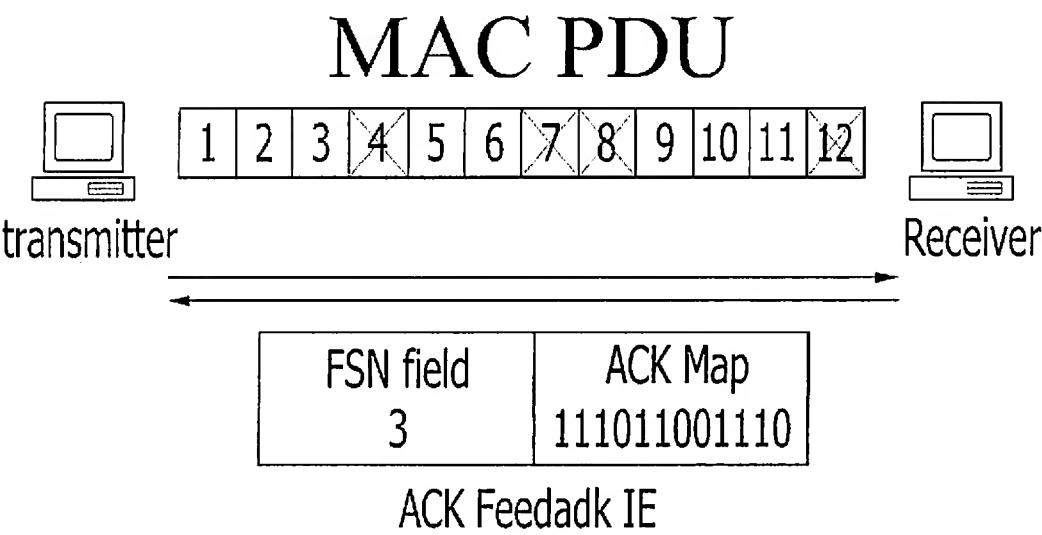 MAC PDU
1 2 3 4 5 6 7 8 9 10 11 12
transmitter
Receiver
FSN field
3
ACK Map
111011001110
ACK Feedadk IE